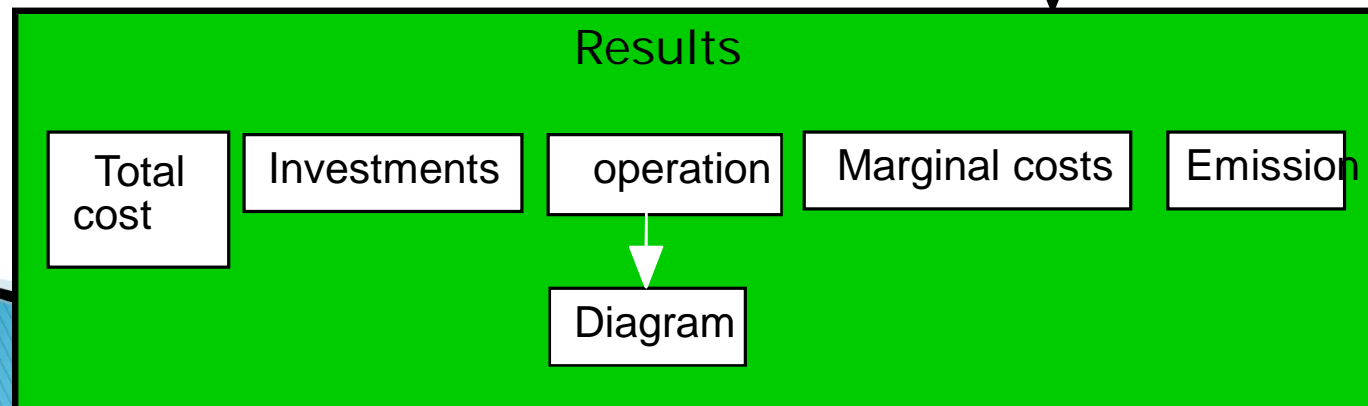 Results
Total
cost
Investments
operation
Marginal costs
Emission
Diagram